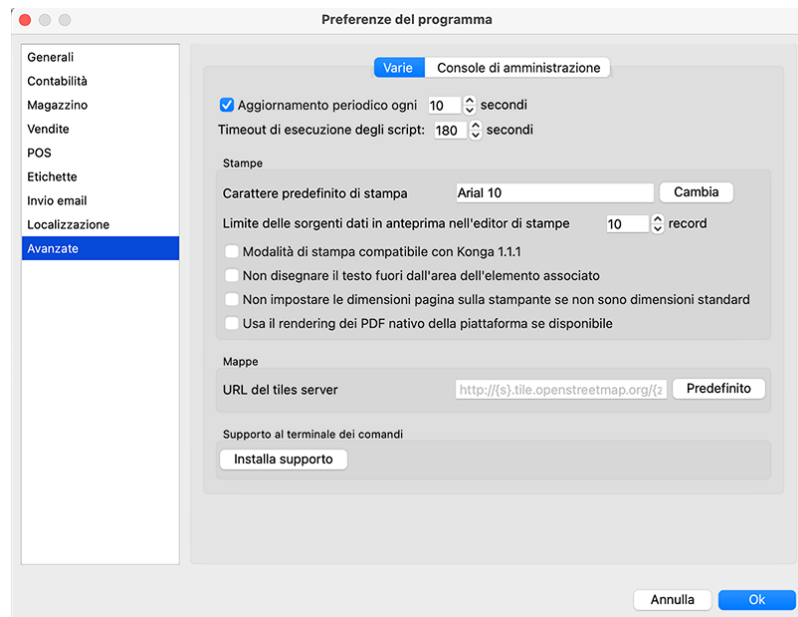 Preferenze del programma
Generali
Contabilità
Magazzino
Vendite
POS
Etichette
Invio email
Localizzazione
Avanzate
Varie
Console di amministrazione
Aggiornamento periodico ogni 10 secondi
Timeout di esecuzione degli script: 180 secondi
Stampe
Carattere predefinito di stampa Arial 10 Cambia
Limite delle sorgenti dati in anteprima nell'editor di stampe 10 record
Modalità di stampa compatibile con Konga 1.1.1
Non disegnare il testo fuori dall'area dell'elemento associato
Non impostare le dimensioni pagina sulla stampante se non sono dimensioni standard
Usa il rendering dei PDF nativo della piattaforma se disponibile
Mappe
URL del tiles server http://{s}.tile.openstreetmap.org/{z Predefinito
Supporto al terminale dei comandi
Installa supporto
Annulla Ok